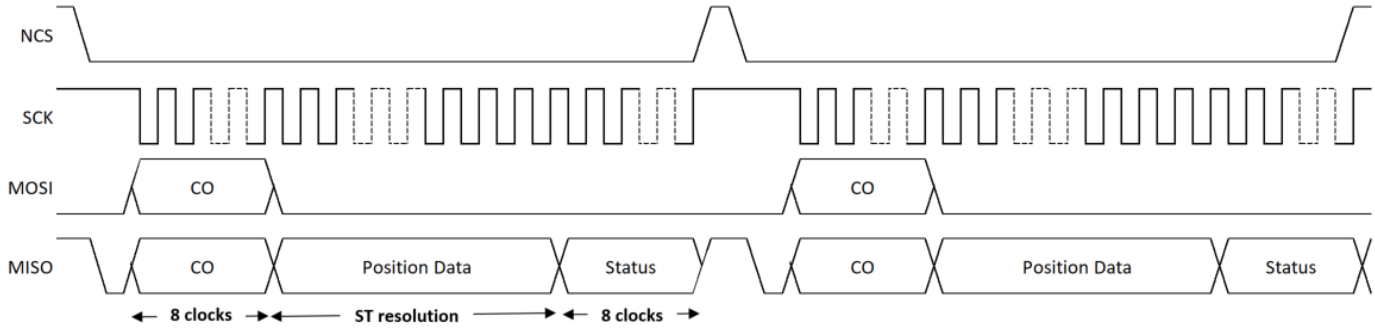 NCS
SCK
MOSI CO CO
MISO CO Position Data Status CO Position Data Status
8 clocks ST resolution 8 clocks